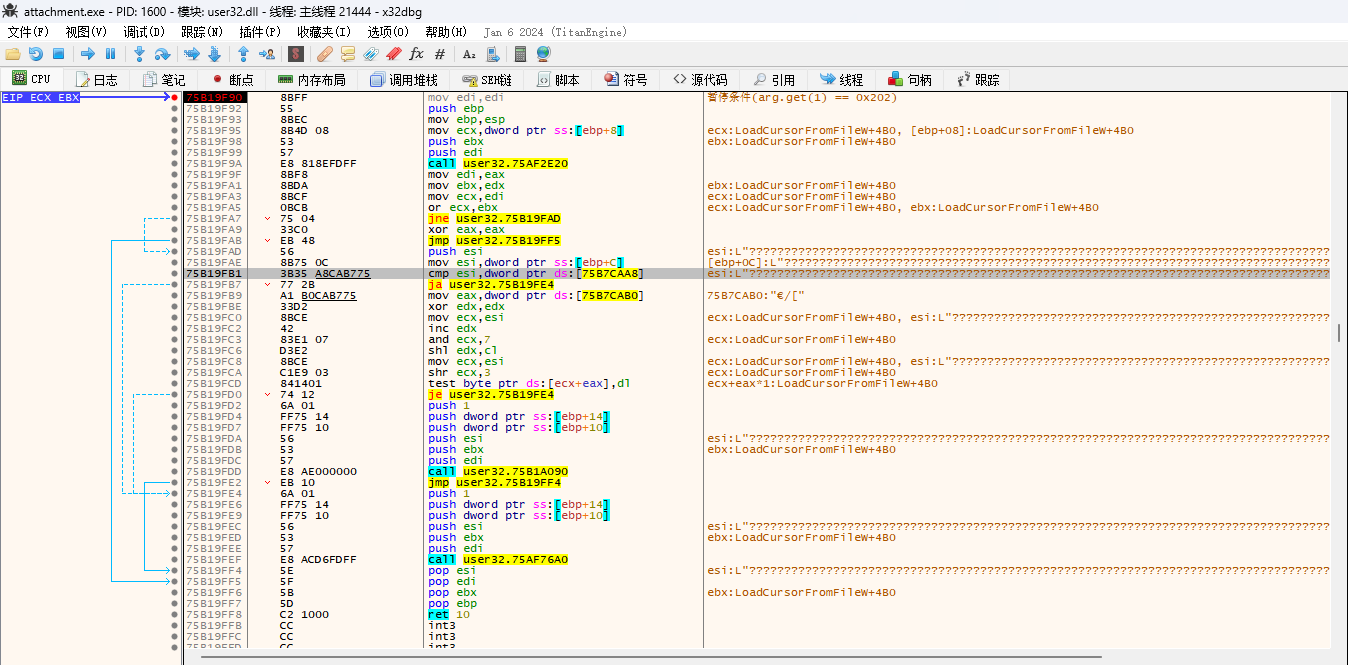 attachment.exe - PID: 1600 - 模块: user32.dll - 线程: 主线程 21444 - x32dbg
文件(F) 视图(V) 调试(D) 跟踪(N) 插件(P) 收藏夹(I) 选项(O) 帮助(H) Jan 6 2024 (TitanEngine)
CPU 日志 笔记 断点 内存布局 调用堆栈 SEH链 脚本 符号 源代码 引用 线程 句柄 跟踪
EIP ECX EBX 75B19F90 8BFF mov edi,edi 暂停条件(arg.get(1) == 0x202)
75B19F92 55 push ebp
75B19F93 8BEC mov ebp,esp
75B19F95 8B4D 08 mov ecx,dword ptr ss:[ebp+8] ecx:LoadCursorFromFileW+4B0, [ebp+08]:LoadCursorFromFileW+4B0
75B19F98 53 push ebx ebx:LoadCursorFromFileW+4B0
75B19F99 57 push edi
75B19F9A E8 818EFDFF call user32.75AF2E20
75B19F9F 8BF8 mov edi,eax
75B19FA1 8BDA mov ebx,edx ebx:LoadCursorFromFileW+4B0
75B19FA3 8BCF mov ecx,edi ecx:LoadCursorFromFileW+4B0
75B19FA5 0BCB or ecx,ebx ecx:LoadCursorFromFileW+4B0, ebx:LoadCursorFromFileW+4B0
75B19FA7 75 04 jne user32.75B19FAD
75B19FA9 33C0 xor eax,eax
75B19FAB EB 48 jmp user32.75B19FF5
75B19FAD 56 push esi esi:L"????????????????????????????????????????????????????????
75B19FAE 8B75 0C mov esi,dword ptr ss:[ebp+C] [ebp+0C]:L"????????????????????????????????????????????????????
75B19FB1 3B35 A8CAB775 cmp esi,dword ptr ds:[75B7CAA8] esi:L"????????????????????????????????????????????????????????
75B19FB7 77 2B ja user32.75B19FE4
75B19FB9 A1 B0CAB775 mov eax,dword ptr ds:[75B7CAB0] 75B7CAB0:"€/["
75B19FBE 33D2 xor edx,edx
75B19FC0 8BCE mov ecx,esi ecx:LoadCursorFromFileW+4B0, esi:L"??????????????????????????????????????????????????????
75B19FC2 42 inc edx
75B19FC3 83E1 07 and ecx,7 ecx:LoadCursorFromFileW+4B0
75B19FC6 D3E2 shl edx,cl
75B19FC8 8BCE mov ecx,esi ecx:LoadCursorFromFileW+4B0, esi:L"??????????????????????????????????????????????????????
75B19FCA C1E9 03 shr ecx,3 ecx:LoadCursorFromFileW+4B0
75B19FCD 841401 test byte ptr ds:[ecx+eax],dl ecx+eax*1:LoadCursorFromFileW+4B0
75B19FD0 74 12 je user32.75B19FE4
75B19FD2 6A 01 push 1
75B19FD4 FF75 14 push dword ptr ss:[ebp+14]
75B19FD7 FF75 10 push dword ptr ss:[ebp+10]
75B19FDA 56 push esi esi:L"????????????????????????????????????????????????????????
75B19FDB 53 push ebx ebx:LoadCursorFromFileW+4B0
75B19FDC 57 push edi
75B19FDD E8 AE000000 call user32.75B1A090
75B19FE2 EB 10 jmp user32.75B19FF4
75B19FE4 6A 01 push 1
75B19FE6 FF75 14 push dword ptr ss:[ebp+14]
75B19FE9 FF75 10 push dword ptr ss:[ebp+10]
75B19FEC 56 push esi esi:L"????????????????????????????????????????????????????????
75B19FED 53 push ebx ebx:LoadCursorFromFileW+4B0
75B19FEE 57 push edi
75B19FEF E8 ACD6FDFF call user32.75AF76A0
75B19FF4 5E pop esi esi:L"????????????????????????????????????????????????????????
75B19FF5 5F pop edi
75B19FF6 5B pop ebx ebx:LoadCursorFromFileW+4B0
75B19FF7 5D pop ebp
75B19FF8 C2 1000 ret 10
75B19FFB CC int3
75B19FFC CC int3
75B19FFD CC int3